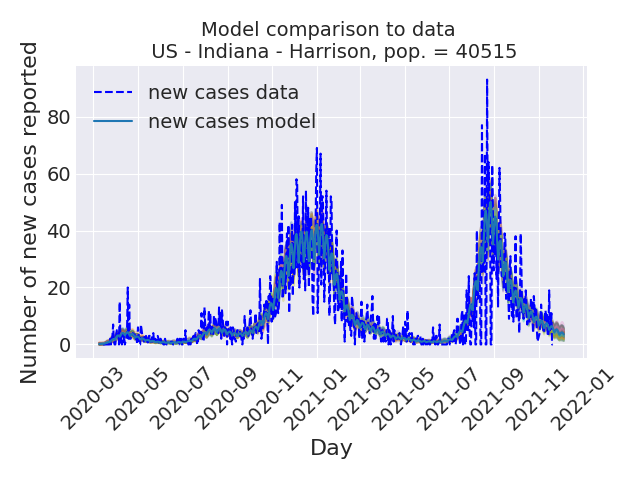 Model comparison to data
US - Indiana - Harrison, pop. = 40515
new cases data
new cases model
Number of new cases reported
80
60
40
20
0
2020-03
2020-05
2020-07
2020-09
2020-11
2021-01
2021-03
2021-05
2021-07
2021-09
2021-11
2022-01
Day